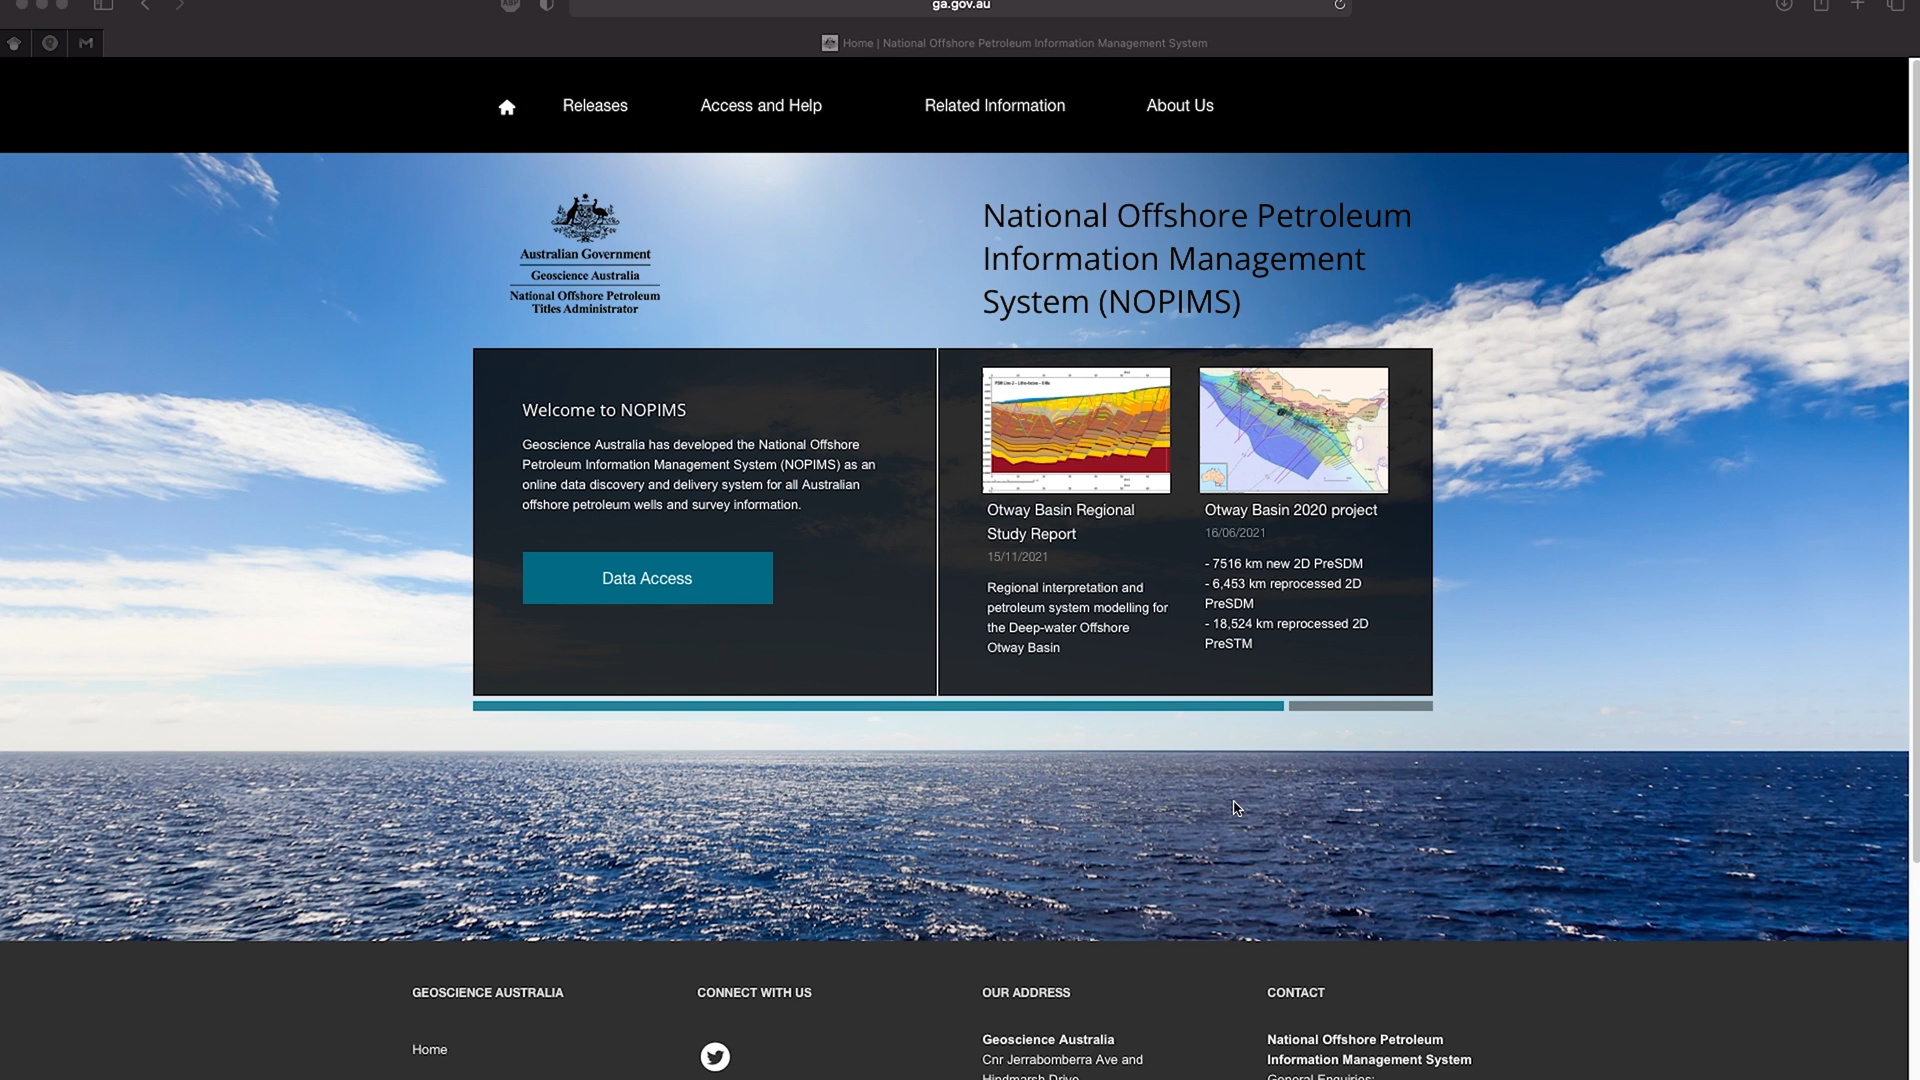 ga.gov.au
ABP
Home | National Offshore Petroleum Information Management System
Releases
Access and Help
Related Information
About Us
Australian Government
Geoscience Australia
National Offshore Petroleum
Titles Administrator
National Offshore Petroleum
Information Management
System (NOPIMS)
Welcome to NOPIMS
Geoscience Australia has developed the National Offshore
Petroleum Information Management System (NOPIMS) as an
online data discovery and delivery system for all Australian
offshore petroleum wells and survey information.
Data Access
Otway Basin Regional
Study Report
15/11/2021
Regional interpretation and
petroleum system modelling for
the Deep-water Offshore
Otway Basin
Otway Basin 2020 project
16/06/2021
- 7516 km new 2D PreSDM
- 6,453 km reprocessed 2D
PreSDM
- 18,524 km reprocessed 2D
PreSTM
GEOSCIENCE AUSTRALIA
Home
CONNECT WITH US
OUR ADDRESS
Geoscience Australia
Cnr Jerrabomberra Ave and
Hindmarsh Drive
CONTACT
National Offshore Petroleum
Information Management System
General Enquiries: